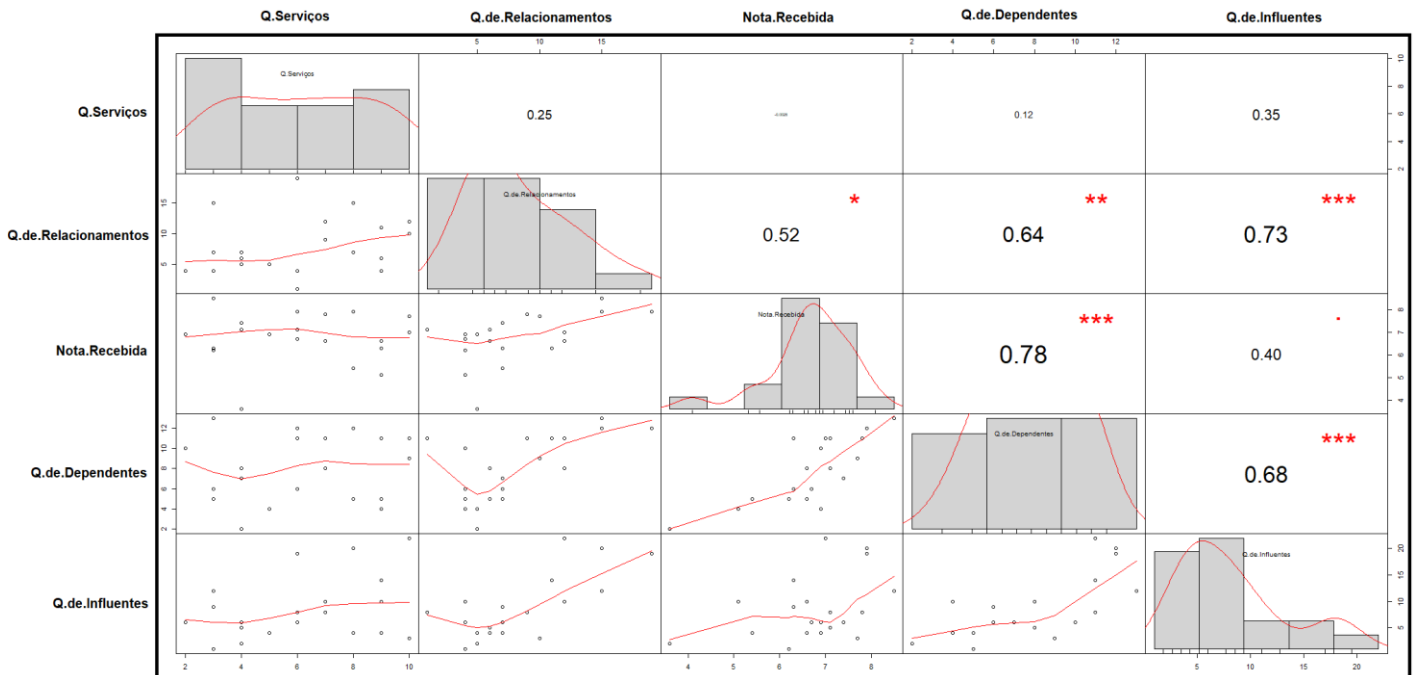 Q.Serviços Q.de.Relacionamentos Nota.Recebida Q.de.Dependentes Q.de.Influentes
5 10 15 2 4 6 8 10 12
Q.Serviços
Q.Serviços 0.25 0.12 0.35
2 4 6 8 10
Q.de.Relacionamentos
5 10 15
Q.de.Relacionamentos
* ** ***
0.52 0.64 0.73
Nota.Recebida
Nota.Recebida
*** .
0.78 0.40
4 5 6 7 8
Q.de.Dependentes
2 4 6 8 10 12
Q.de.Dependentes
***
0.68
Q.de.Influentes
Q.de.Influentes
5 10 15 20
2 4 6 8 10 4 5 6 7 8 5 10 15 20